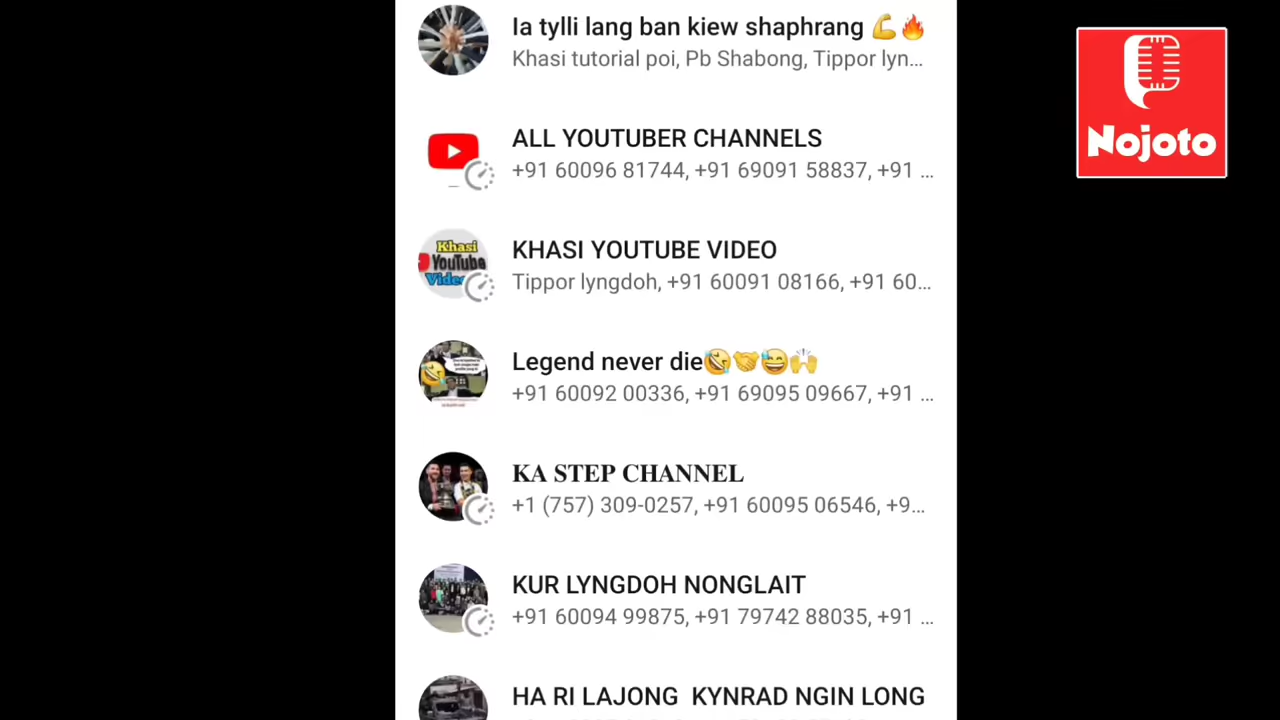 Ia tylli lang ban kiew shaphrang 💪🔥
Khasi tutorial poi, Pb Shabong, Tippor lyn...
Nojoto
ALL YOUTUBER CHANNELS
+91 60096 81744, +91 69091 58837, +91 ...
KHASI YOUTUBE VIDEO
Tippor lyngdoh, +91 60091 08166, +91 60...
Khasi
YouTube
Legend never die🤣🤝😅🙌
+91 60092 00336, +91 69095 09667, +91 ...
KA STEP CHANNEL
+1 (757) 309-0257, +91 60095 06546, +9...
KUR LYNGDOH NONGLAIT
+91 60094 99875, +91 79742 88035, +91 ...
HA RI LAJONG KYNRAD NGIN LONG